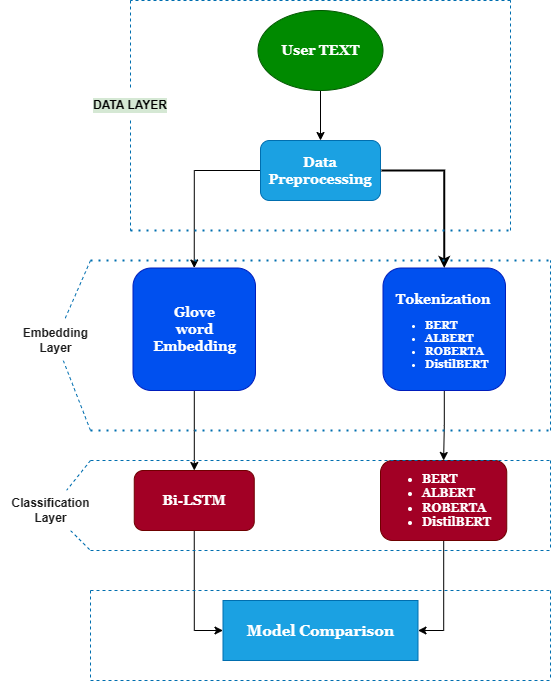 User TEXT
DATA LAYER
Data
Preprocessing
Embedding
Layer
Glove
word
Embedding
Tokenization
• BERT
• ALBERT
• ROBERTA
• DistilBERT
Classification
Layer
Bi-LSTM
• BERT
• ALBERT
• ROBERTA
• DistilBERT
Model Comparison